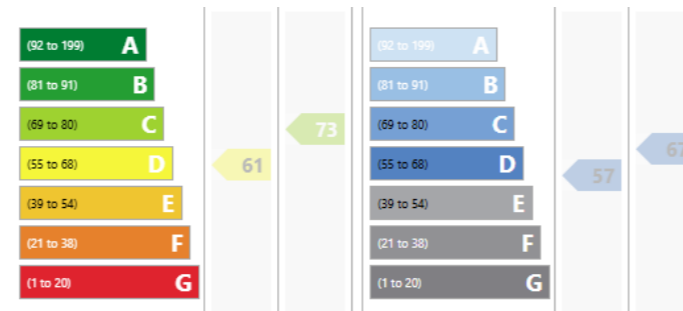 (92 to 199) A
(81 to 91) B
(69 to 80) C
73
(55 to 68) D
61
(39 to 54) E
(21 to 38) F
(1 to 20) G
(92 to 199) A
(81 to 91) B
(69 to 80) C
67
(55 to 68) D
57
(39 to 54) E
(21 to 38) F
(1 to 20) G